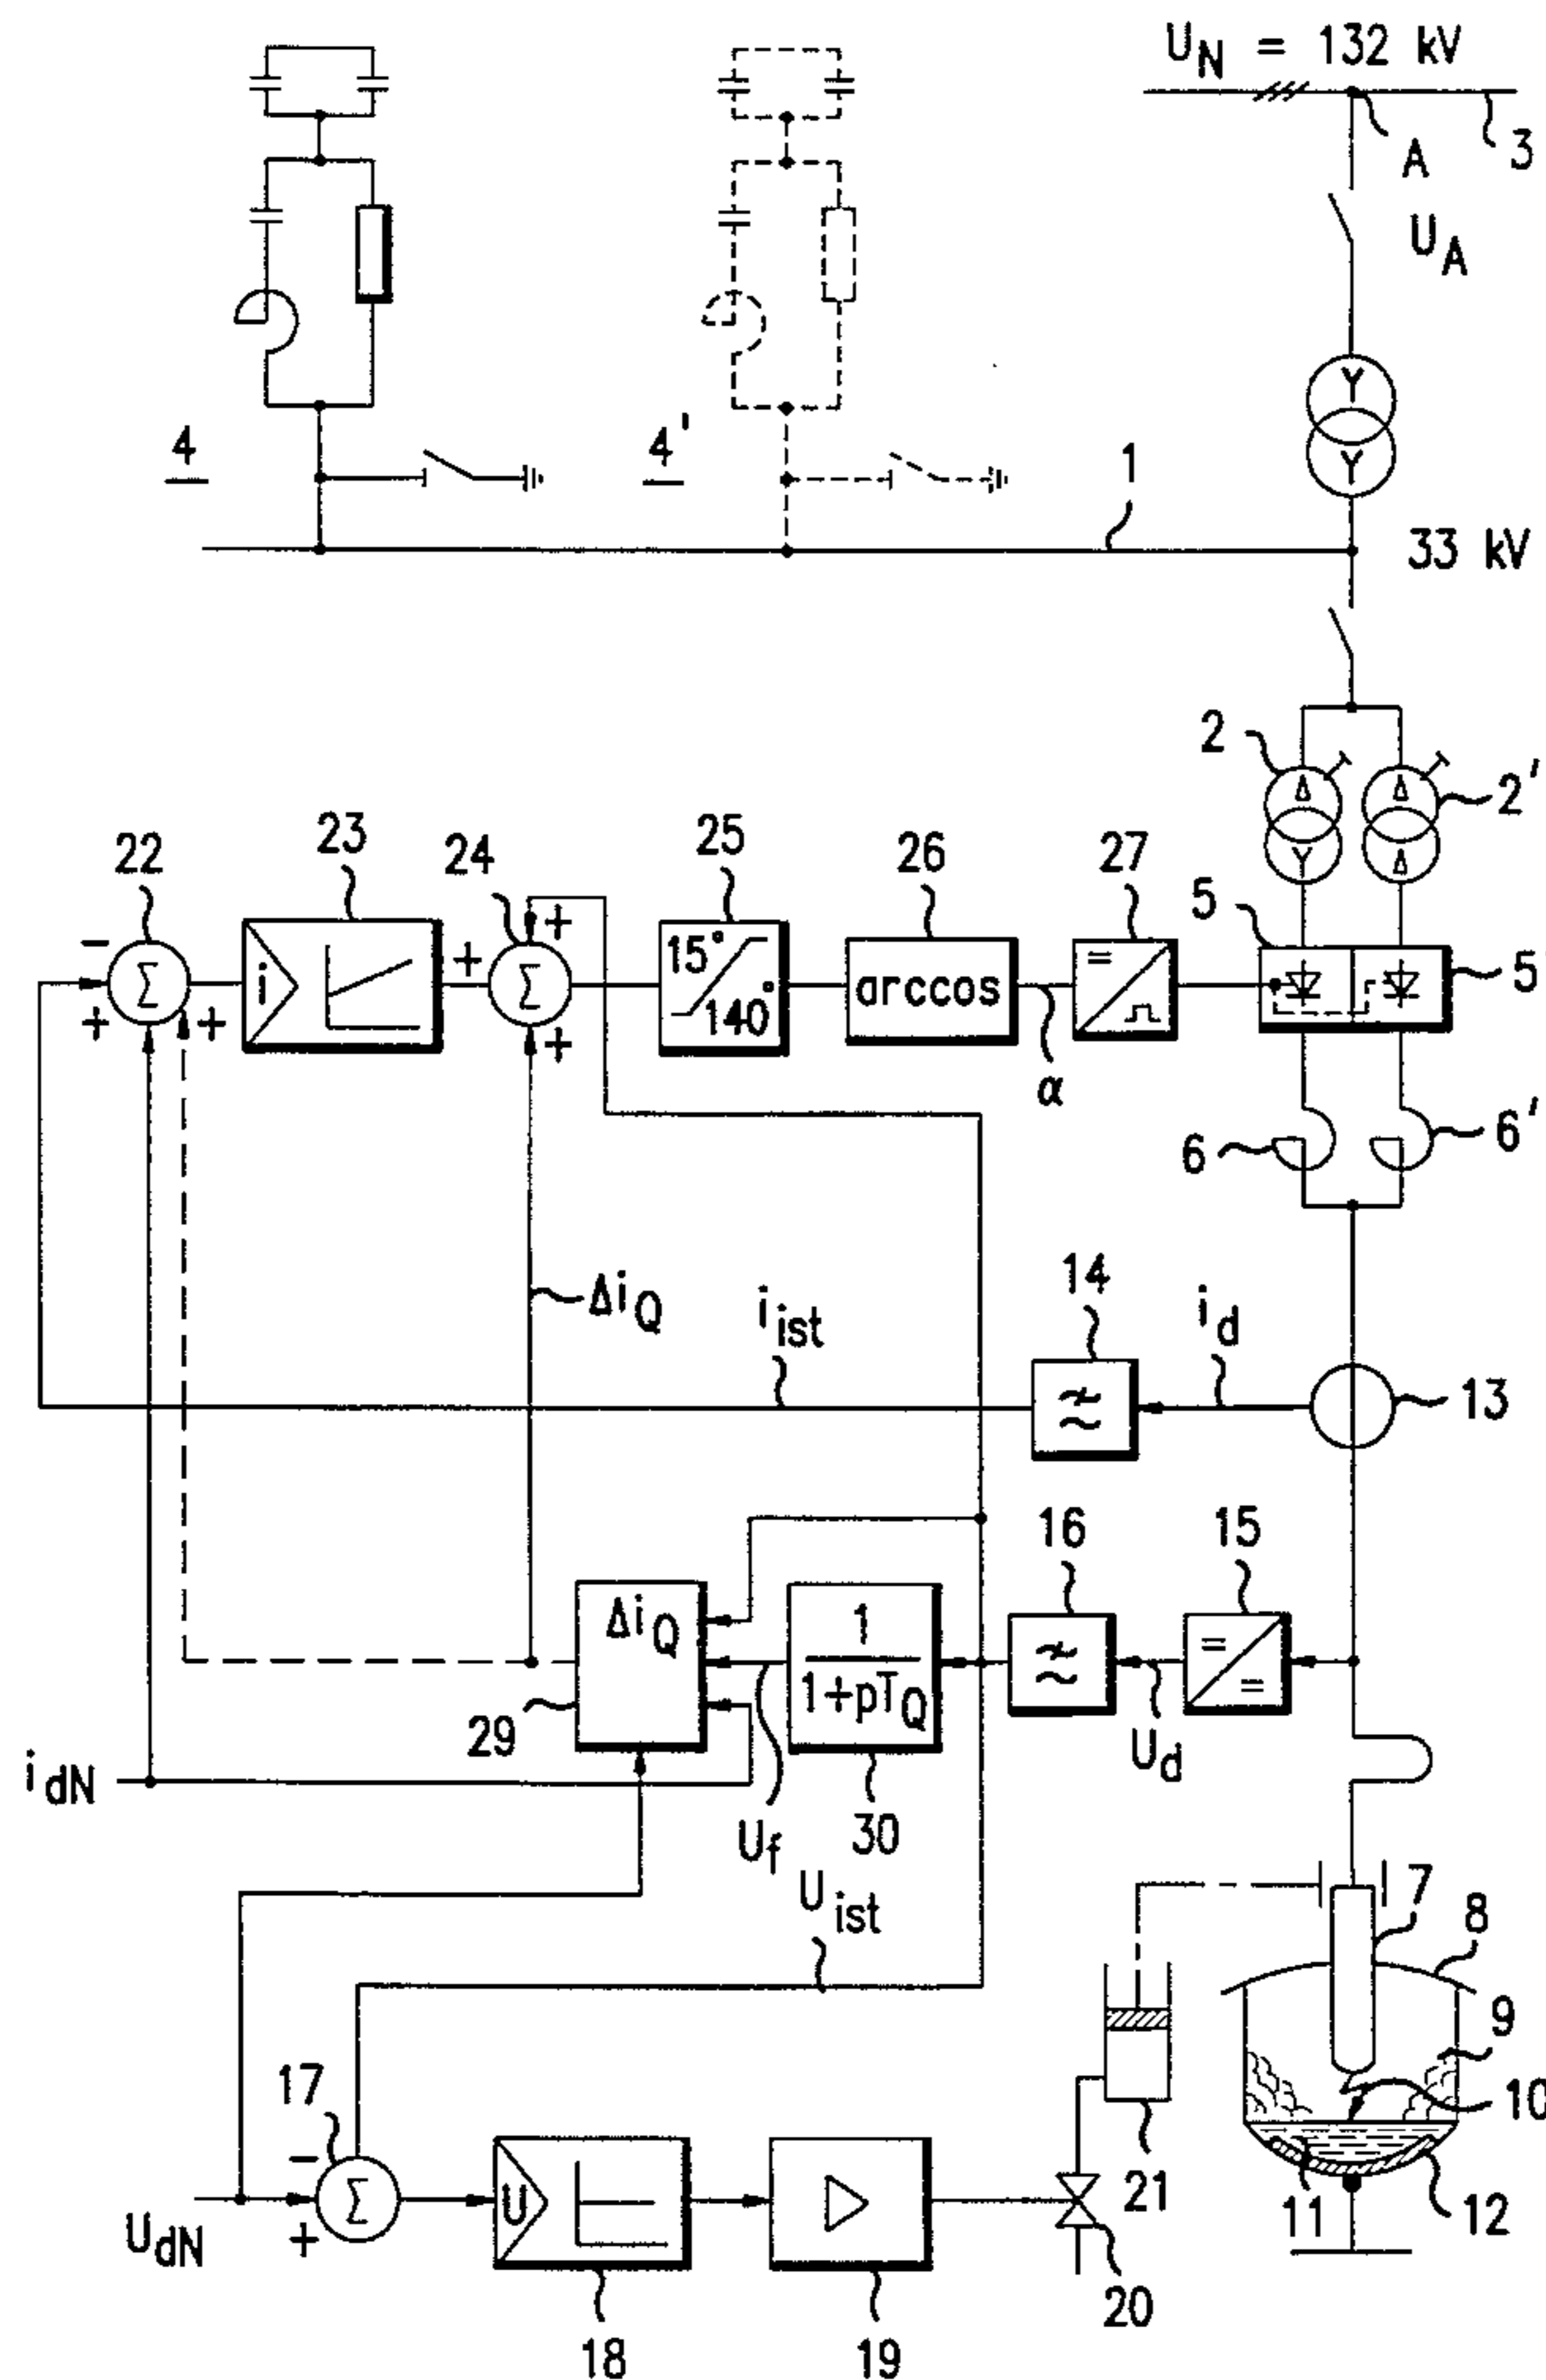 U_N = 132 kV
A
3
U_A
Y
Y
4
4'
1
33 kV
2
2'
Δ
Δ
Y
Δ
22
23
24
25
26
27
5
5'
-
+
+
Σ
i
+
+
+
Σ
15°
140°
arccos
=
α
6
6'
Δi_Q
i_ist
14
i_d
13
16
15
Δi_Q
1
1+pT_Q
=
=
29
U_d
i_dN
U_f
30
U_ist
7
8
9
10
17
-
+
Σ
U
U_dN
21
11
12
20
18
19